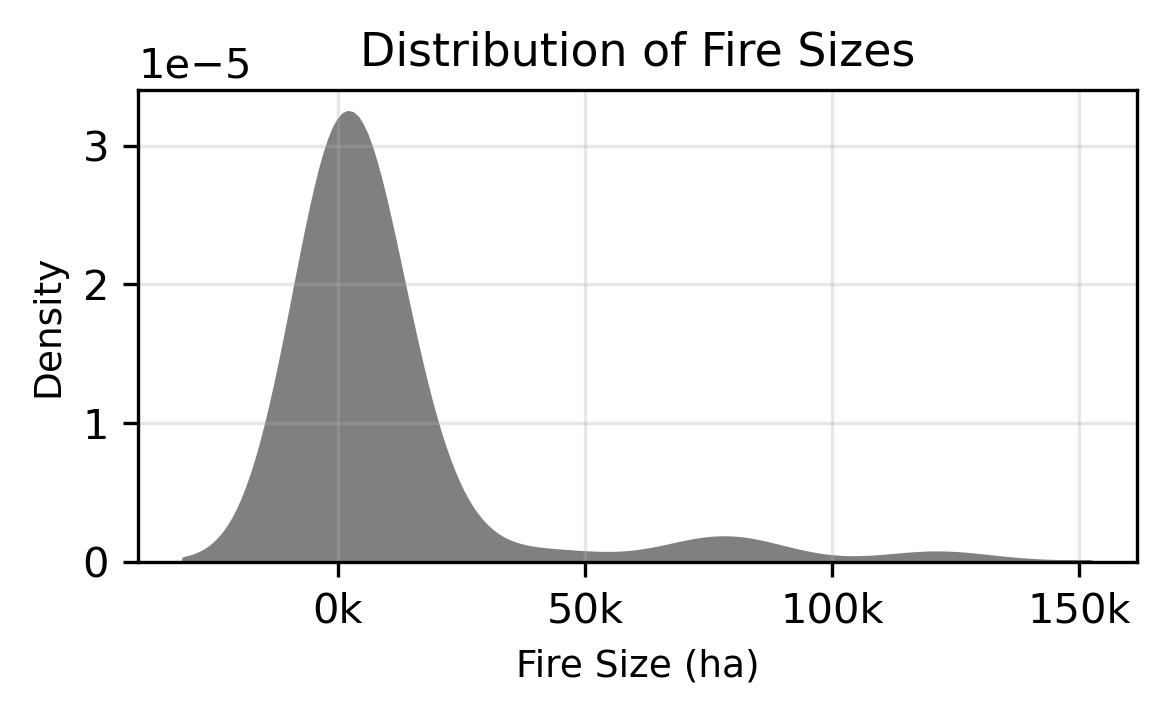 Distribution of Fire Sizes
1e−5
3
2
1
0
Density
0k 50k 100k 150k
Fire Size (ha)